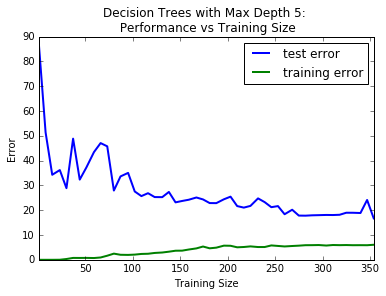 Decision Trees with Max Depth 5:
Performance vs Training Size
90
80
70
60
50
40
30
20
10
0
Error
test error
training error
50
100
150
200
250
300
350
Training Size